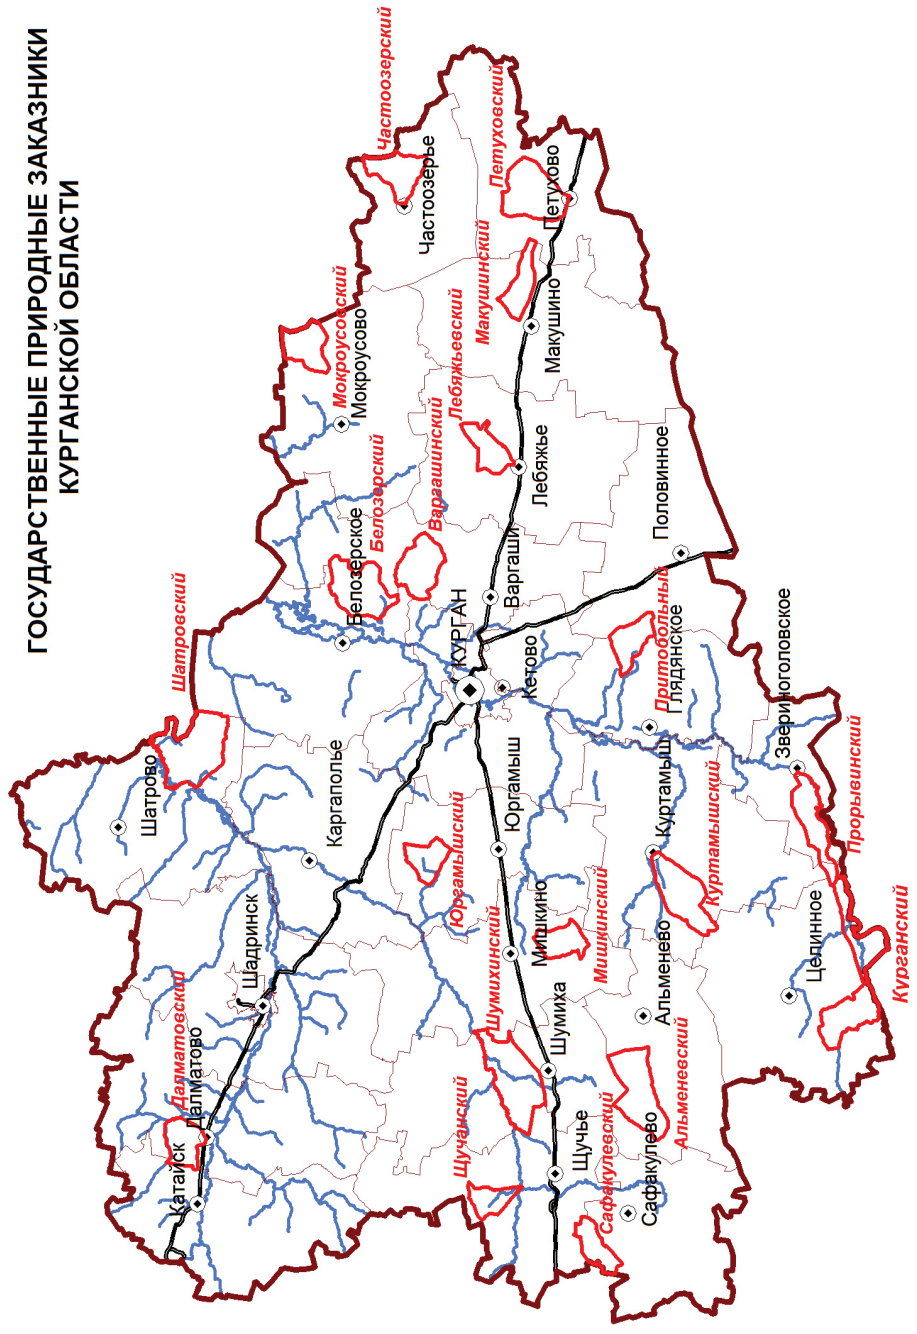 ГОСУДАРСТВЕННЫЕ ПРИРОДНЫЕ ЗАКАЗНИКИ
КУРГАНСКОЙ ОБЛАСТИ
Шатрово
Шатровский
Катайск
Далматово
Далматовский
Шадринск
Каргаполье
Белозерское
Белозерский
Мокроусовский
Мокроусово
Частоозерский
Частоозерье
Варгашинский
Лебяжьевский
Макушинский
Петуховский
Петухово
Макушино
Лебяжье
Варгаши
КУРГАН
Кетово
Юргамышский
Юргамыш
Шумихинский
Мишкино
Мишкинский
Шумиха
Щучанский
Щучье
Сафакулевский
Сафакулево
Альменевский
Альменево
Куртамыш
Куртамышский
Притобольный
Глядянское
Половинное
Звериноголовское
Прорывинский
Целинное
Курганский